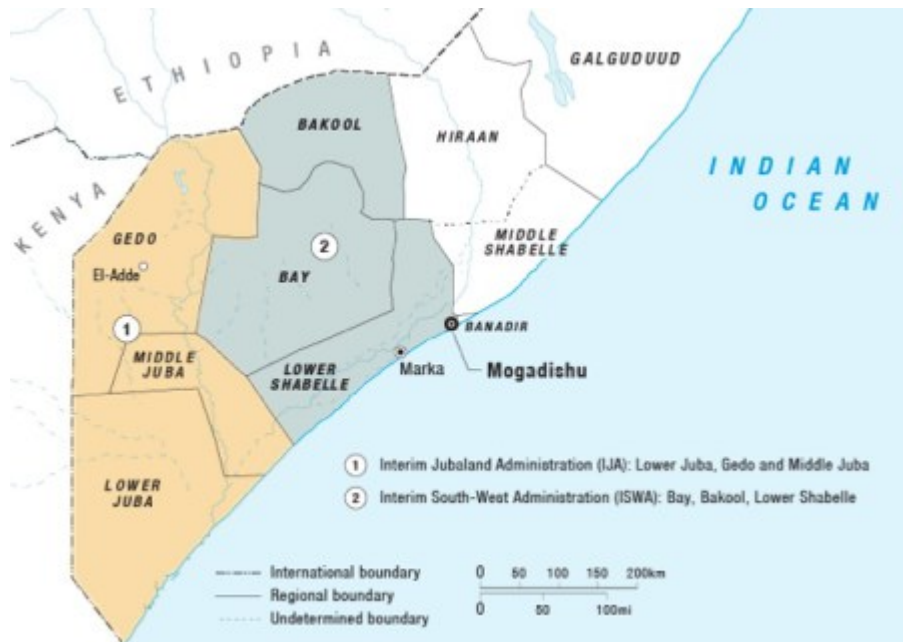 ETHIOPIA
GALGUDUUD
BAKOOL
HIRAAN
INDIAN
OCEAN
KENYA
GEDO
MIDDLE
SHABELLE
2
El-Adde
BAY
1
BANADIR
MIDDLE
JUBA
LOWER
SHABELLE
Marka
Mogadishu
LOWER
JUBA
1 Interim Jubaland Administration (IJA): Lower Juba, Gedo and Middle Juba
2 Interim South-West Administration (ISWA): Bay, Bakool, Lower Shabelle
International boundary
Regional boundary
Undetermined boundary
0 50 100 150 200km
0 50 100mi